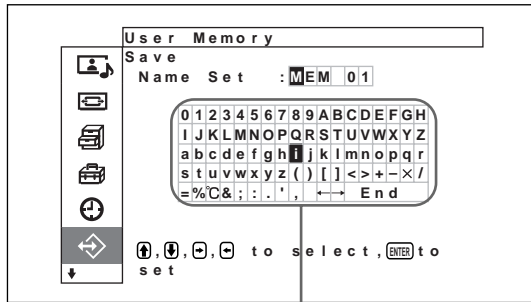 User Memory
Save
Name Set :MEM 01
0123456789ABCDEFGH
IJKLMNOPQRSTUVWXYZ
abcdefghijklmnopqr
stuvwxyz()[]<>+−×/
=%℃&;:.', ←→ End
↑,↓,→,← to select,ENTER to
set